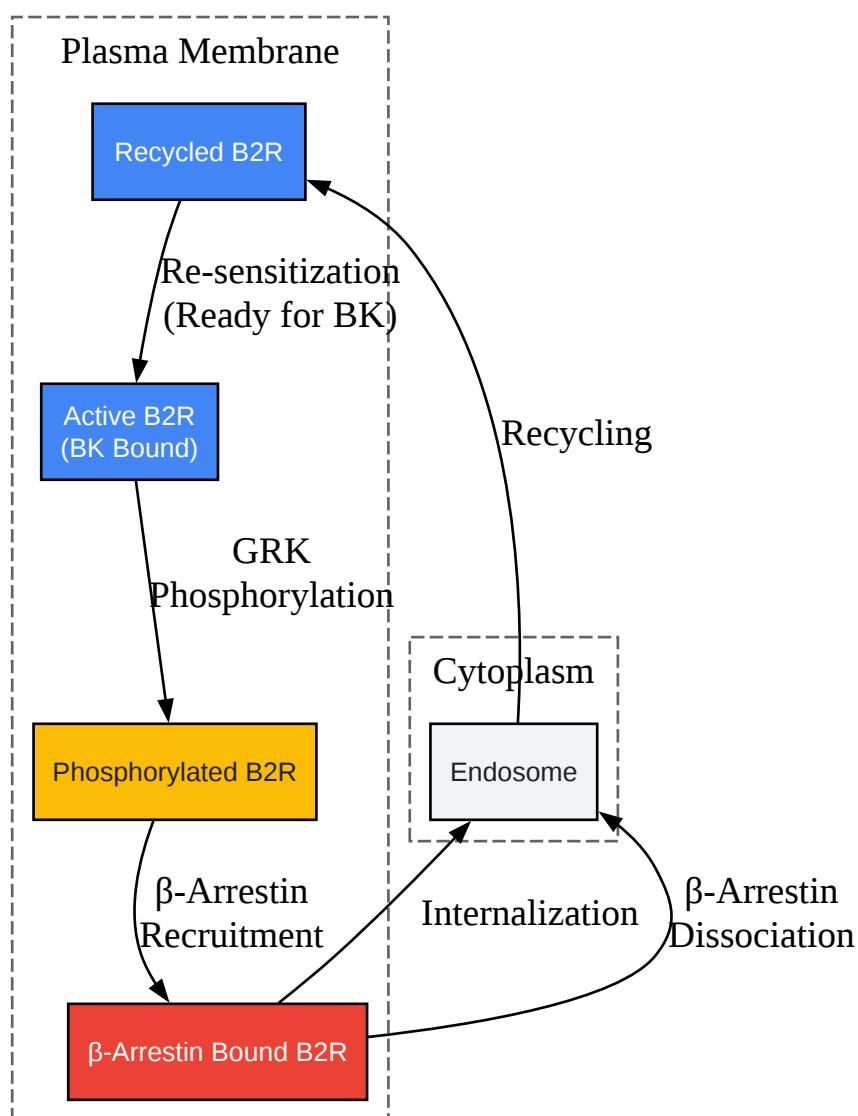 Plasma Membrane
Recycled B2R
Re-sensitization
(Ready for BK)
Active B2R
(BK Bound)
Recycling
GRK
Phosphorylation
Cytoplasm
Phosphorylated B2R
Endosome
β-Arrestin
Recruitment
Internalization
β-Arrestin
Dissociation
β-Arrestin Bound B2R